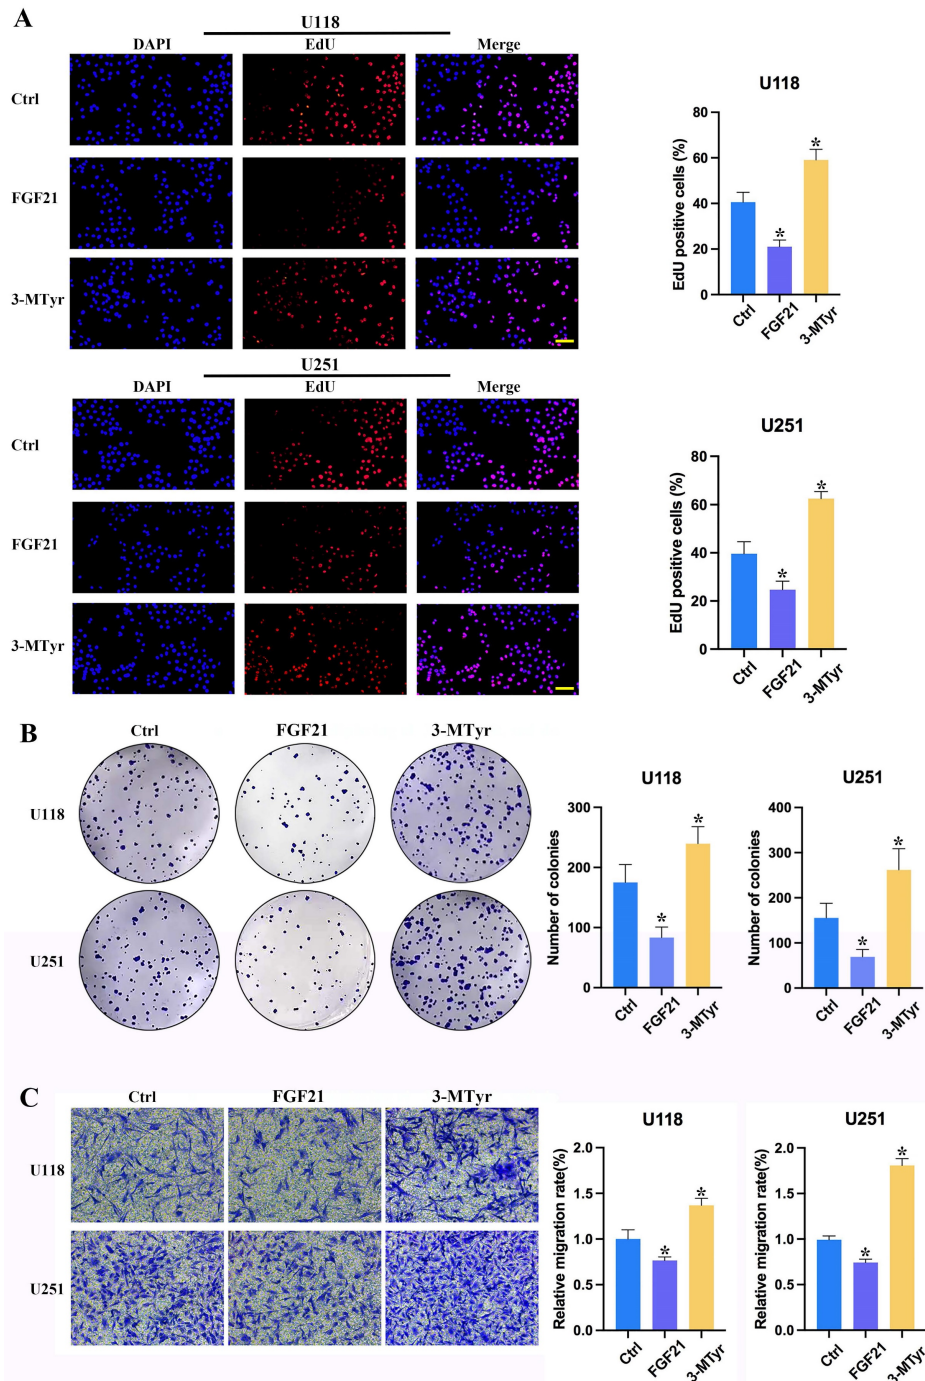 A
U118
DAPI EdU Merge
Ctrl
FGF21
3-MTyr
U118
EdU positive cells (%)
80
60
40
20
0
*
*
Ctrl
FGF21
3-MTyr
U251
DAPI EdU Merge
Ctrl
FGF21
3-MTyr
U251
EdU positive cells (%)
80
60
40
20
0
*
*
Ctrl
FGF21
3-MTyr
B
Ctrl FGF21 3-MTyr
U118
U251
U118
Number of colonies
300
200
100
0
*
*
Ctrl
FGF21
3-MTyr
U251
Number of colonies
400
300
200
100
0
*
*
Ctrl
FGF21
3-MTyr
C
Ctrl FGF21 3-MTyr
U118
U251
U118
Relative migration rate(%)
2.0
1.5
1.0
0.5
0.0
*
*
Ctrl
FGF21
3-MTyr
U251
Relative migration rate(%)
2.0
1.5
1.0
0.5
0.0
*
*
Ctrl
FGF21
3-MTyr